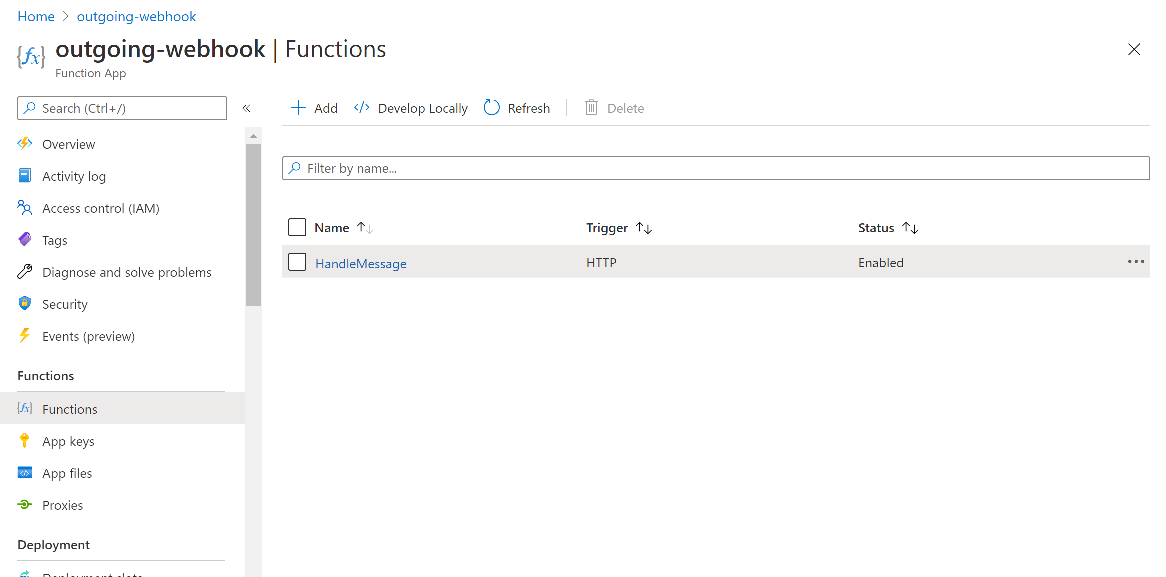 Home > outgoing-webhook
outgoing-webhook | Functions
Function App
Search (Ctrl+/)
«
Overview
Activity log
Access control (IAM)
Tags
Diagnose and solve problems
Security
Events (preview)
Functions
Functions
App keys
App files
Proxies
Deployment
Deployment slots
Add
Develop Locally
Refresh
Delete
Filter by name...
Name Trigger Status
HandleMessage HTTP Enabled